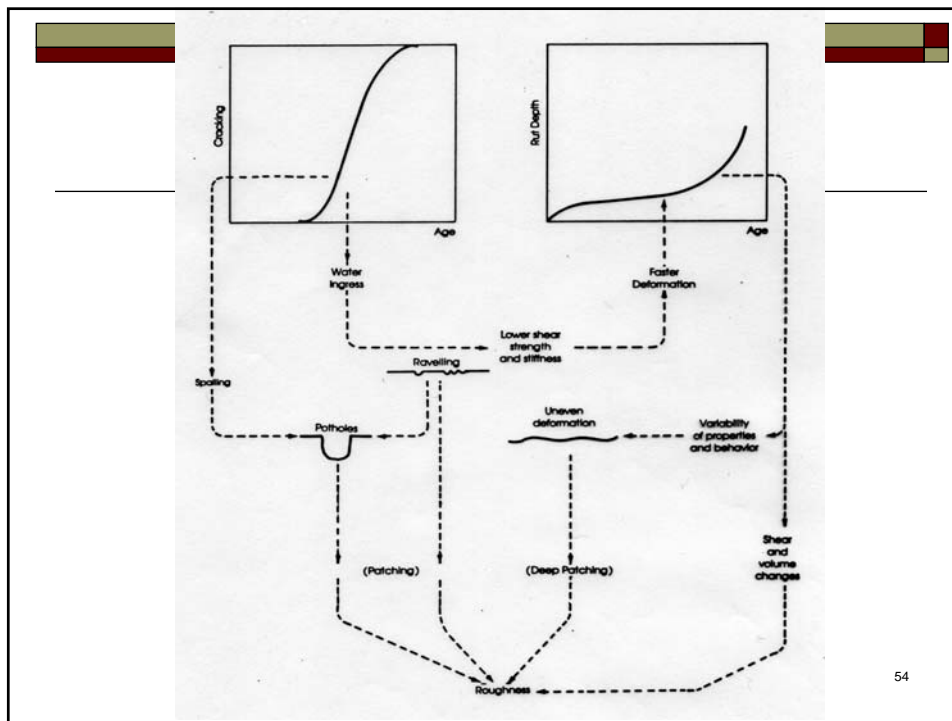 Cracking
Age
Rut Depth
Age
Water
Ingress
Faster
Deformation
Lower shear
strength
and stiffness
Ravelling
Spalling
Potholes
Uneven
deformation
Variability
of properties
and behavior
Shear
and
volume
changes
(Patching)
(Deep Patching)
Roughness
54